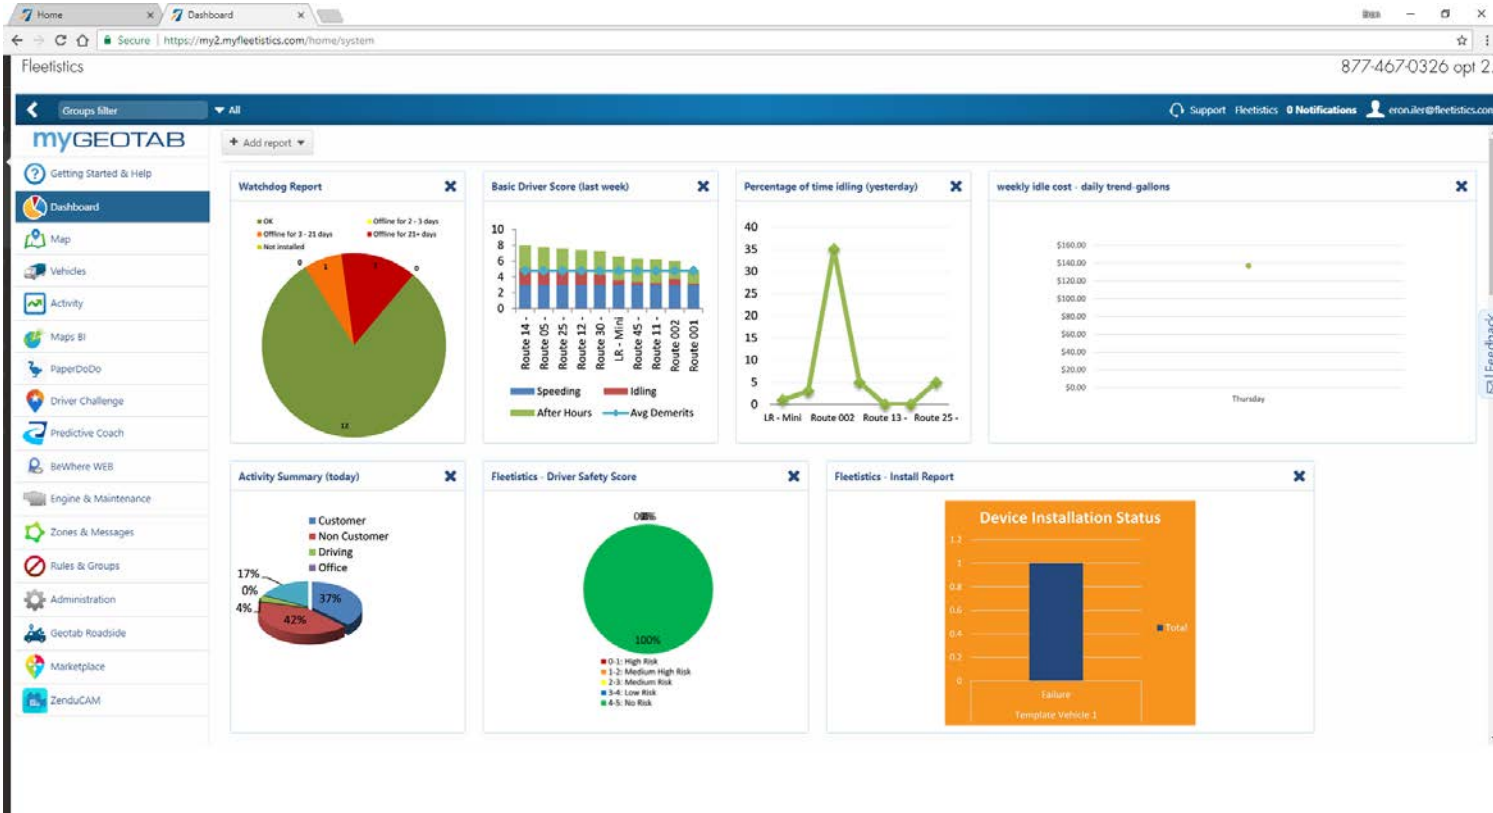 Home
Dashboard
Secure | https://my2.myfleetistics.com/home/system
Fleetistics
877-467-0326 opt 2.
Groups filter
All
Support Fleetistics 0 Notifications eron.iler@fleetistics.com
myGEOTAB
+ Add report
Getting Started & Help
Dashboard
Map
Vehicles
Activity
Maps BI
PaperDoDo
Driver Challenge
Predictive Coach
BeWhere WEB
Engine & Maintenance
Zones & Messages
Rules & Groups
Administration
Geotab Roadside
Marketplace
ZenduCAM
Watchdog Report
OK
Offline for 2 - 3 days
Offline for 3 - 21 days
Offline for 21+ days
Not installed
0
1
0
Basic Driver Score (last week)
10
8
6
4
2
0
Route 14 -
Route 05 -
Route 25 -
Route 12 -
Route 30 -
LR - Mini
Route 45 -
Route 11 -
Route 002
Route 001
Speeding
Idling
After Hours
Avg Demerits
Percentage of time idling (yesterday)
40
35
30
25
20
15
10
5
0
LR - Mini Route 002 Route 13 - Route 25 -
weekly idle cost - daily trend-gallons
$160.00
$140.00
$120.00
$100.00
$80.00
$60.00
$40.00
$20.00
$0.00
Thursday
Feedback
Activity Summary (today)
Customer
Non Customer
Driving
Office
17%
0%
4%
37%
42%
Fleetistics - Driver Safety Score
100%
0-1: High Risk
1-2: Medium High Risk
2-3: Medium Risk
3-4: Low Risk
4-5: No Risk
Fleetistics - Install Report
Device Installation Status
1.2
1
0.8
0.6
0.4
0.2
0
Total
Failure
Template Vehicle 1